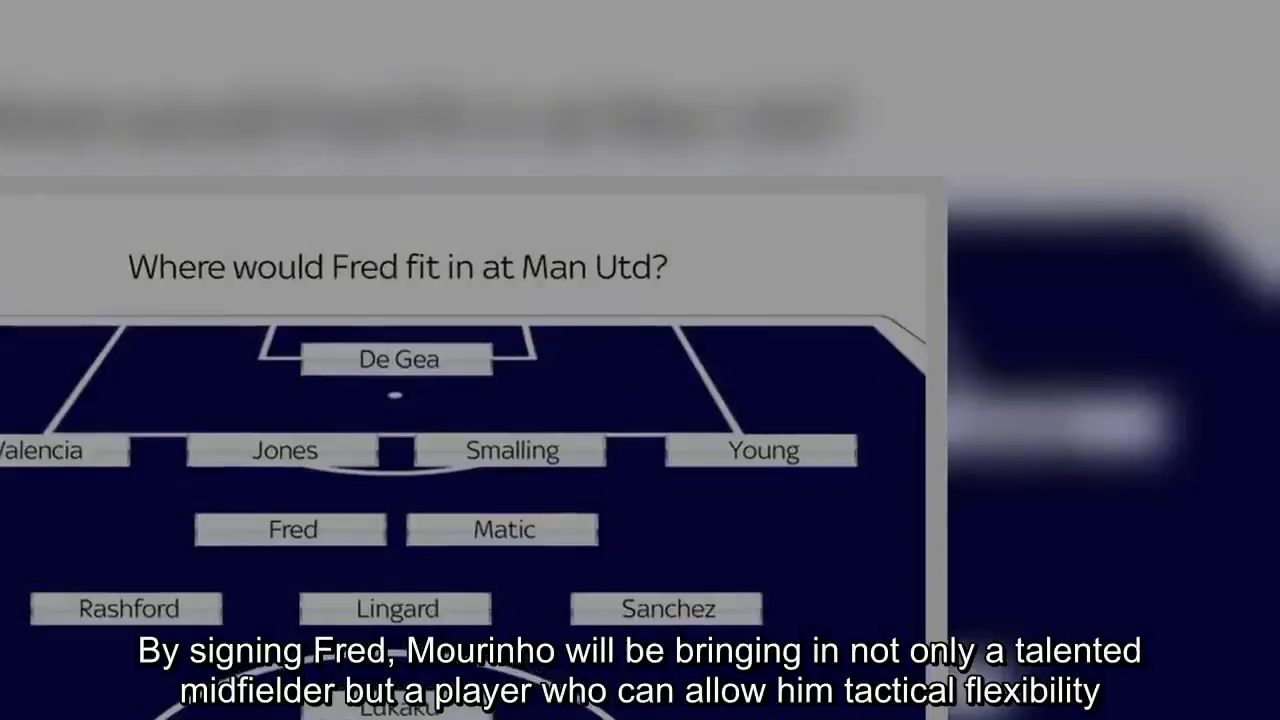 Where would Fred fit in at Man Utd?
De Gea
Valencia Jones Smalling Young
Fred Matic
Rashford Lingard Sanchez
By signing Fred, Mourinho will be bringing in not only a talented
midfielder but a player who can allow him tactical flexibility
Lukaku